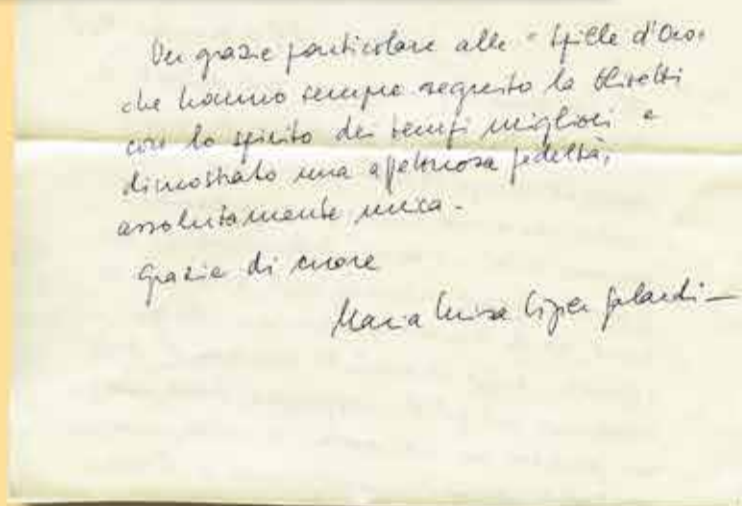 Un grazie particolare alle "Spille d'Oro"
che hanno sempre seguito la Olivetti
con lo spirito dei tempi migliori e
dimostrato una affettuosa fedeltà,
assolutamente unica.
Grazie di cuore
Maria Luisa Galardi